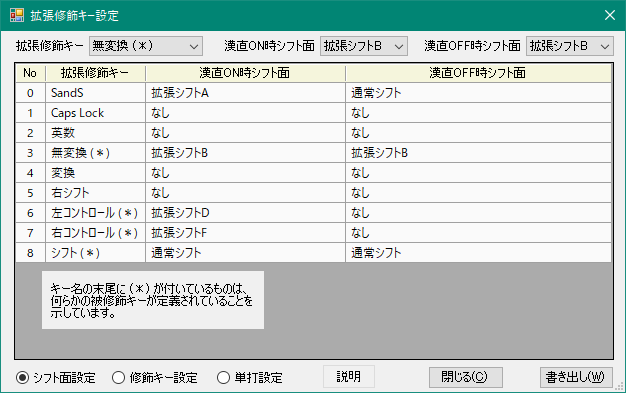 拡張修飾キー設定
拡張修飾キー 無変換 (＊) 漢直ON時シフト面 拡張シフトB 漢直OFF時シフト面 拡張シフトB
No 拡張修飾キー 漢直ON時シフト面 漢直OFF時シフト面
0 SandS 拡張シフトA 通常シフト
1 Caps Lock なし なし
2 英数 なし なし
3 無変換 (＊) 拡張シフトB 拡張シフトB
4 変換 なし なし
5 右シフト なし なし
6 左コントロール (＊) 拡張シフトD なし
7 右コントロール (＊) 拡張シフトF なし
8 シフト (＊) 通常シフト 通常シフト
キー名の末尾に (＊) が付いているものは、
何らかの被修飾キーが定義されていることを
示しています。
シフト面設定 修飾キー設定 単打設定 説明 閉じる(C) 書き出し(W)